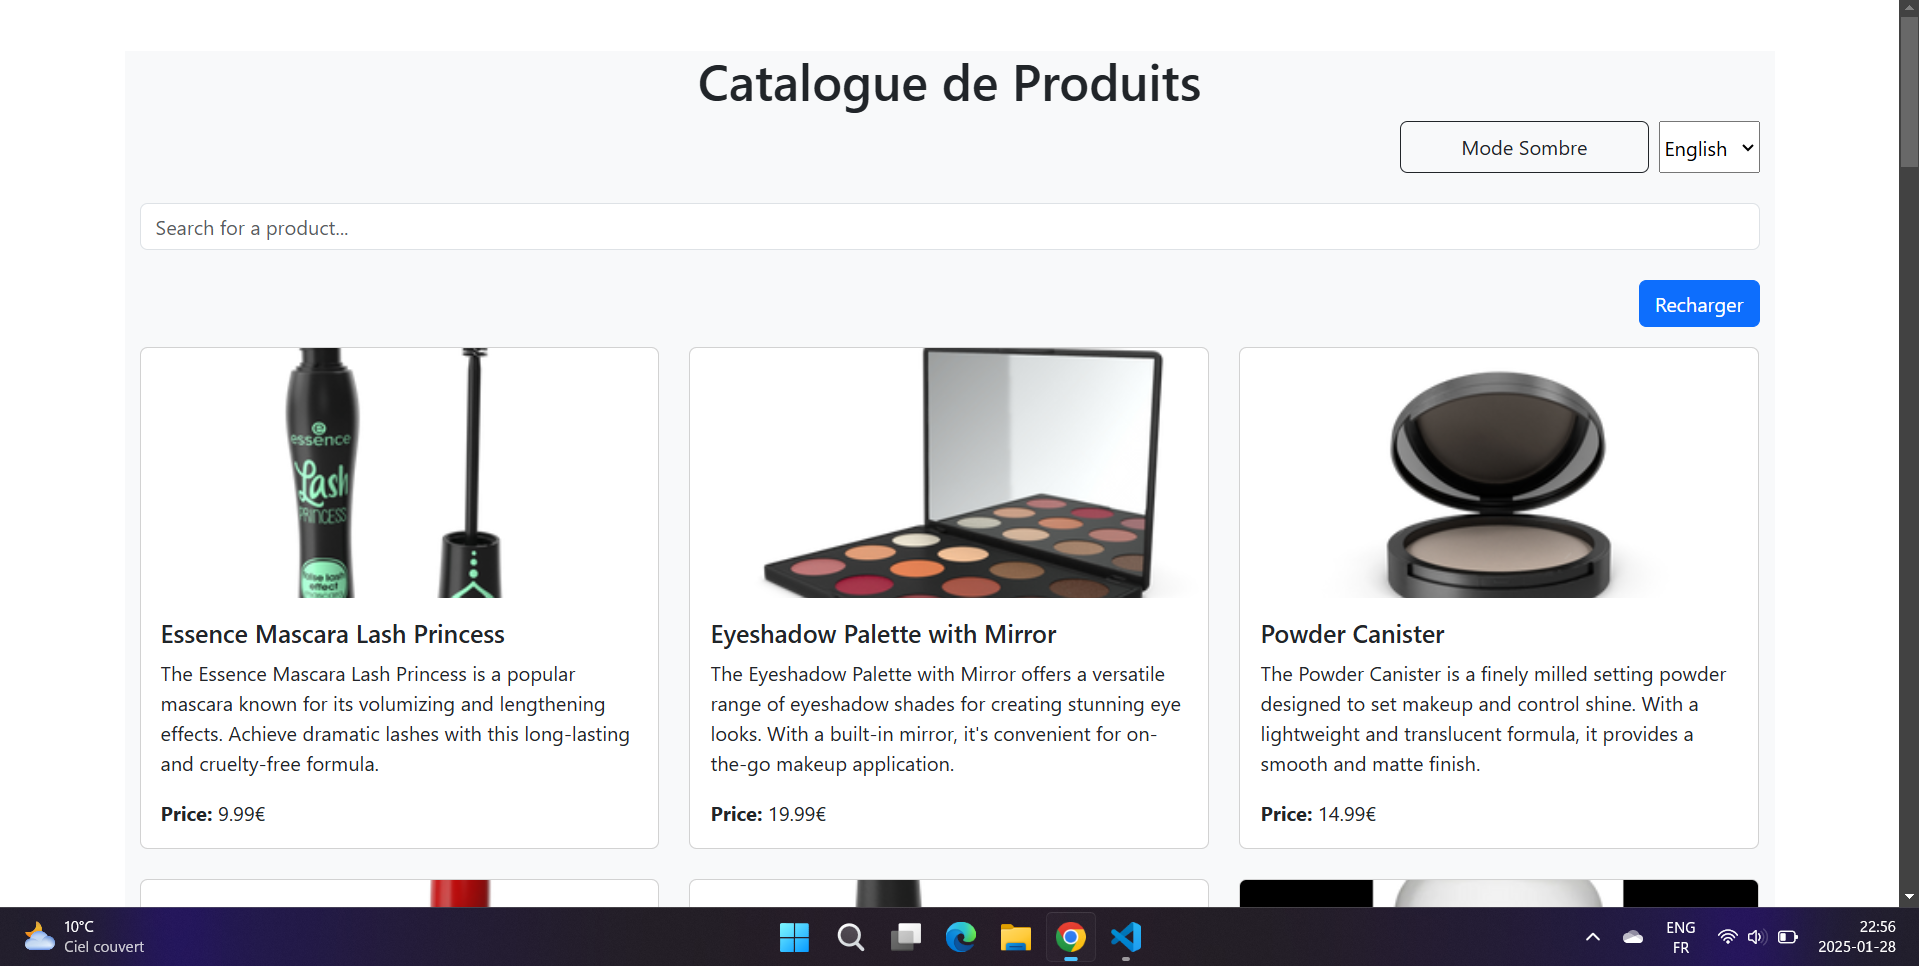 Catalogue de Produits
Mode Sombre
English
Search for a product...
Recharger
essence
Lash
PRINCESS
effect
Essence Mascara Lash Princess
The Essence Mascara Lash Princess is a popular
mascara known for its volumizing and lengthening
effects. Achieve dramatic lashes with this long-lasting
and cruelty-free formula.
Price: 9.99€
Eyeshadow Palette with Mirror
The Eyeshadow Palette with Mirror offers a versatile
range of eyeshadow shades for creating stunning eye
looks. With a built-in mirror, it's convenient for on-
the-go makeup application.
Price: 19.99€
Powder Canister
The Powder Canister is a finely milled setting powder
designed to set makeup and control shine. With a
lightweight and translucent formula, it provides a
smooth and matte finish.
Price: 14.99€
10°C
Ciel couvert
ENG
FR
22:56
2025-01-28